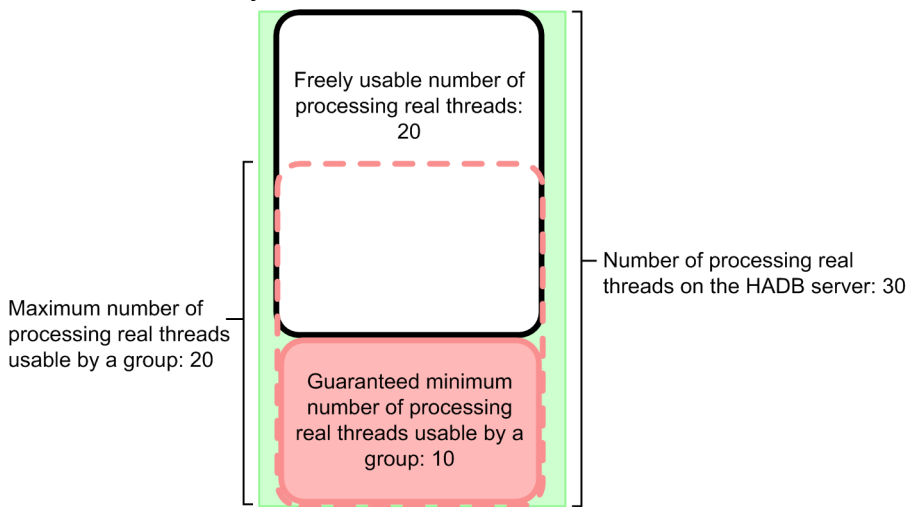 Freely usable number of
processing real threads:
20
Number of processing real
threads on the HADB server: 30
Maximum number of
processing real threads
usable by a group: 20
Guaranteed minimum
number of processing
real threads usable by a
group: 10